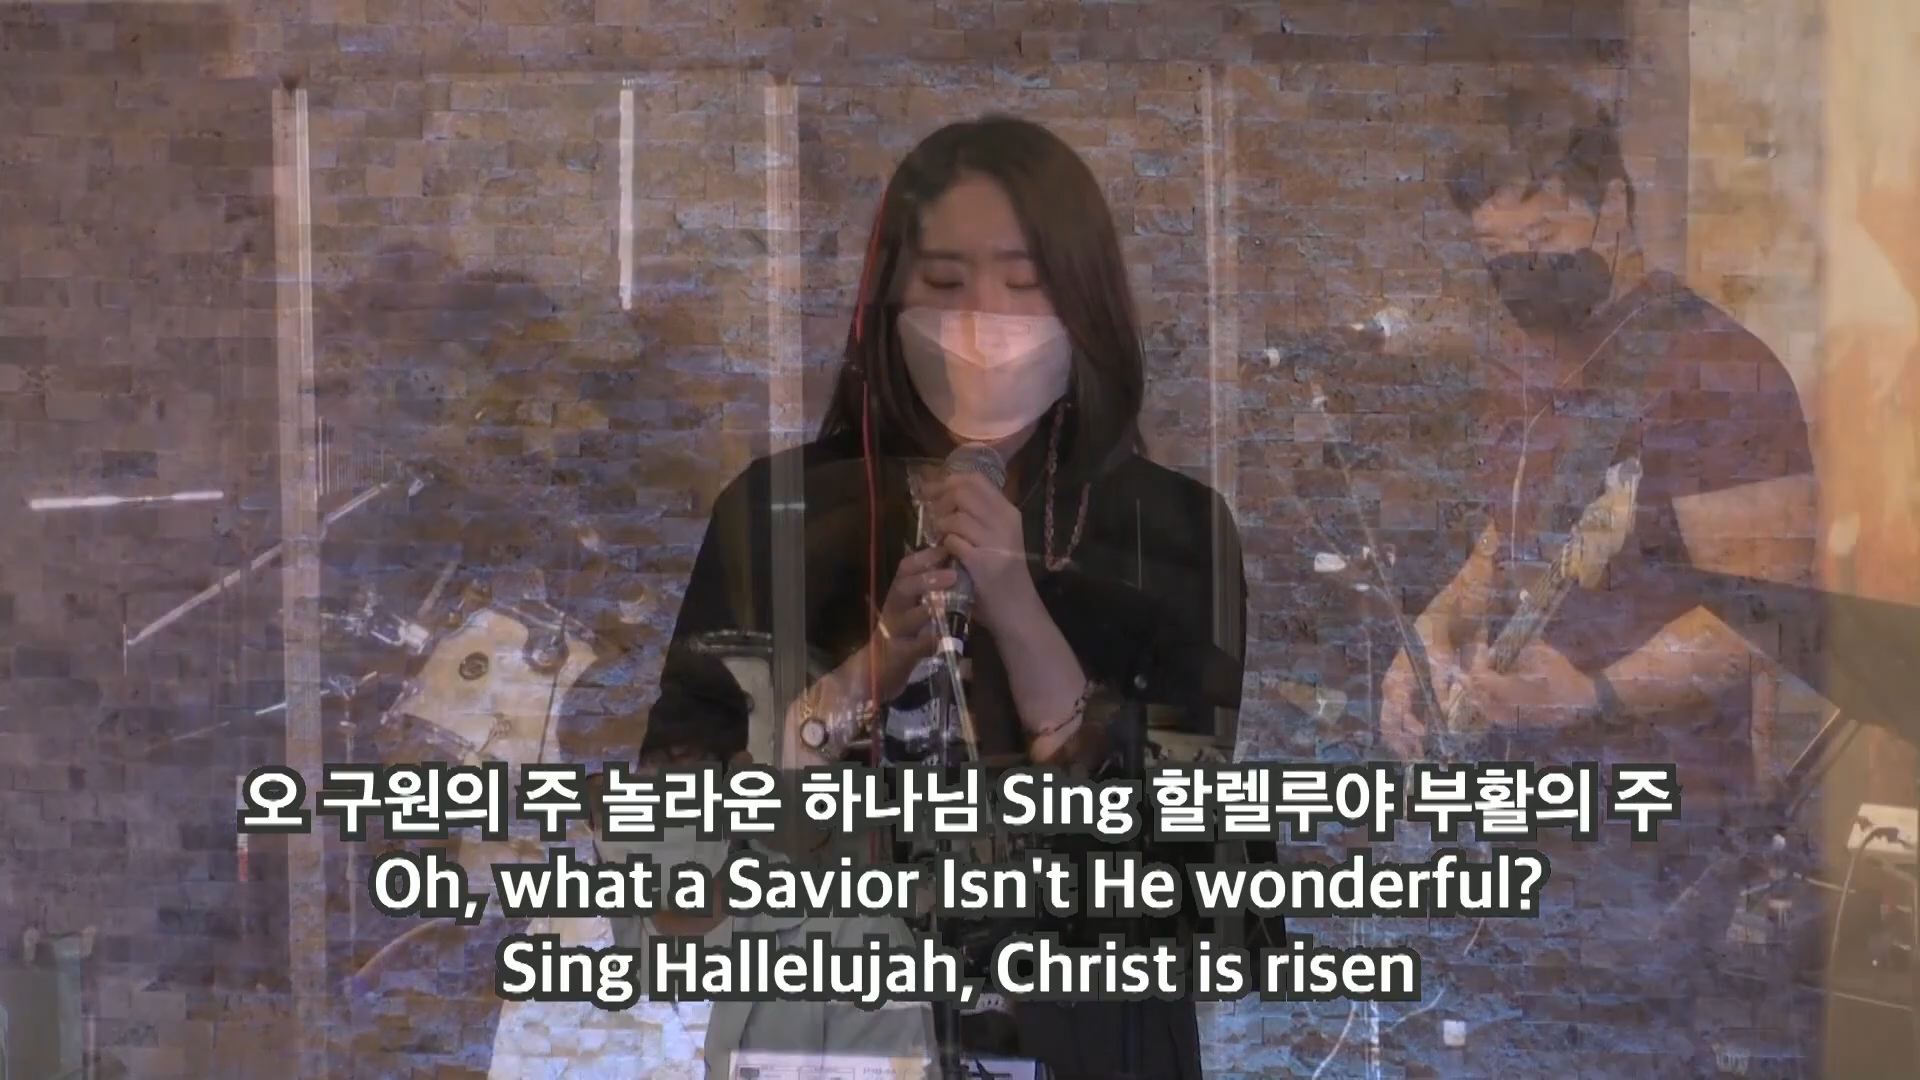 오 구원의 주 놀라운 하나님 Sing 할렐루야 부활의 주
Oh, what a Savior Isn't He wonderful?
Sing Hallelujah, Christ is risen